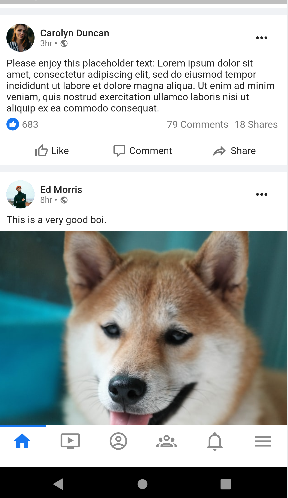 Carolyn Duncan
3hr •
Please enjoy this placeholder text: Lorem ipsum dolor sit
amet, consectetur adipiscing elit, sed do eiusmod tempor
incididunt ut labore et dolore magna aliqua. Ut enim ad minim
veniam, quis nostrud exercitation ullamco laboris nisi ut
aliquip ex ea commodo consequat.
683 79 Comments · 18 Shares
Like Comment Share
Ed Morris
8hr •
This is a very good boi.